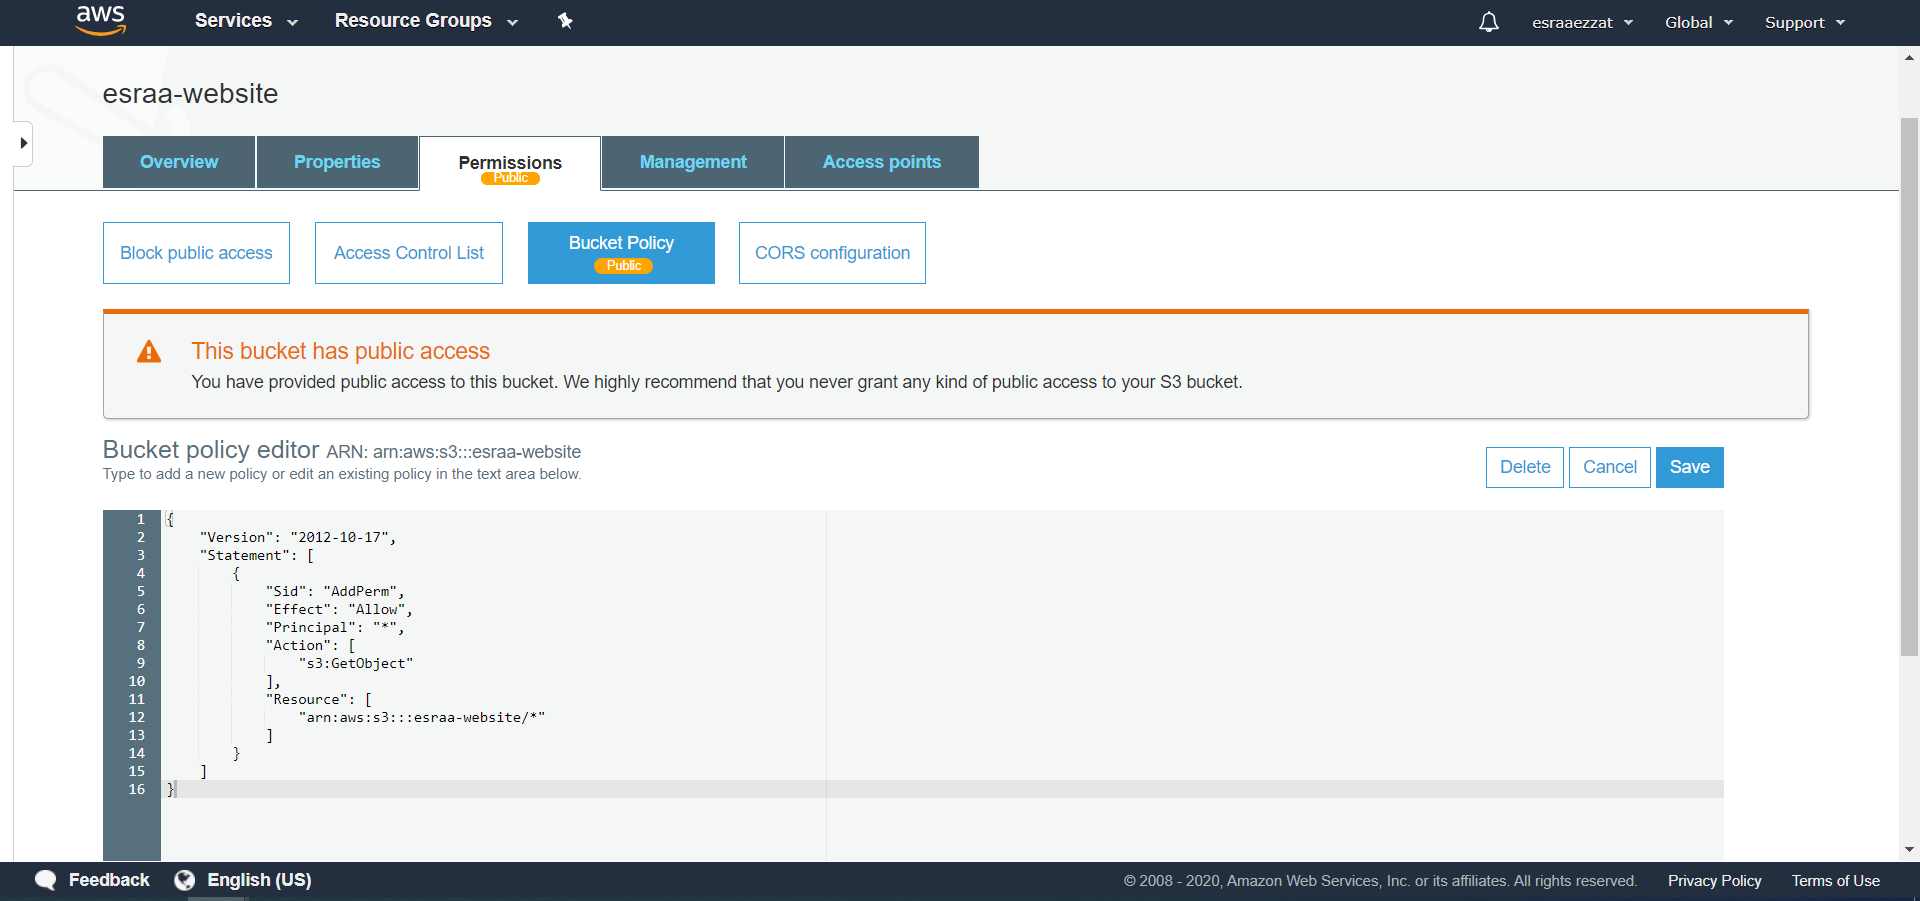 aws Services Resource Groups esraaezzat Global Support
esraa-website
Overview Properties Permissions Management Access points
Public
Block public access Access Control List Bucket Policy CORS configuration
Public
This bucket has public access
You have provided public access to this bucket. We highly recommend that you never grant any kind of public access to your S3 bucket.
Bucket policy editor ARN: arn:aws:s3:::esraa-website
Type to add a new policy or edit an existing policy in the text area below.
Delete Cancel Save
1 {
2     "Version": "2012-10-17",
3     "Statement": [
4         {
5             "Sid": "AddPerm",
6             "Effect": "Allow",
7             "Principal": "*",
8             "Action": [
9                 "s3:GetObject"
10             ],
11             "Resource": [
12                 "arn:aws:s3:::esraa-website/*"
13             ]
14         }
15     ]
16 }
Feedback English (US) © 2008 - 2020, Amazon Web Services, Inc. or its affiliates. All rights reserved. Privacy Policy Terms of Use